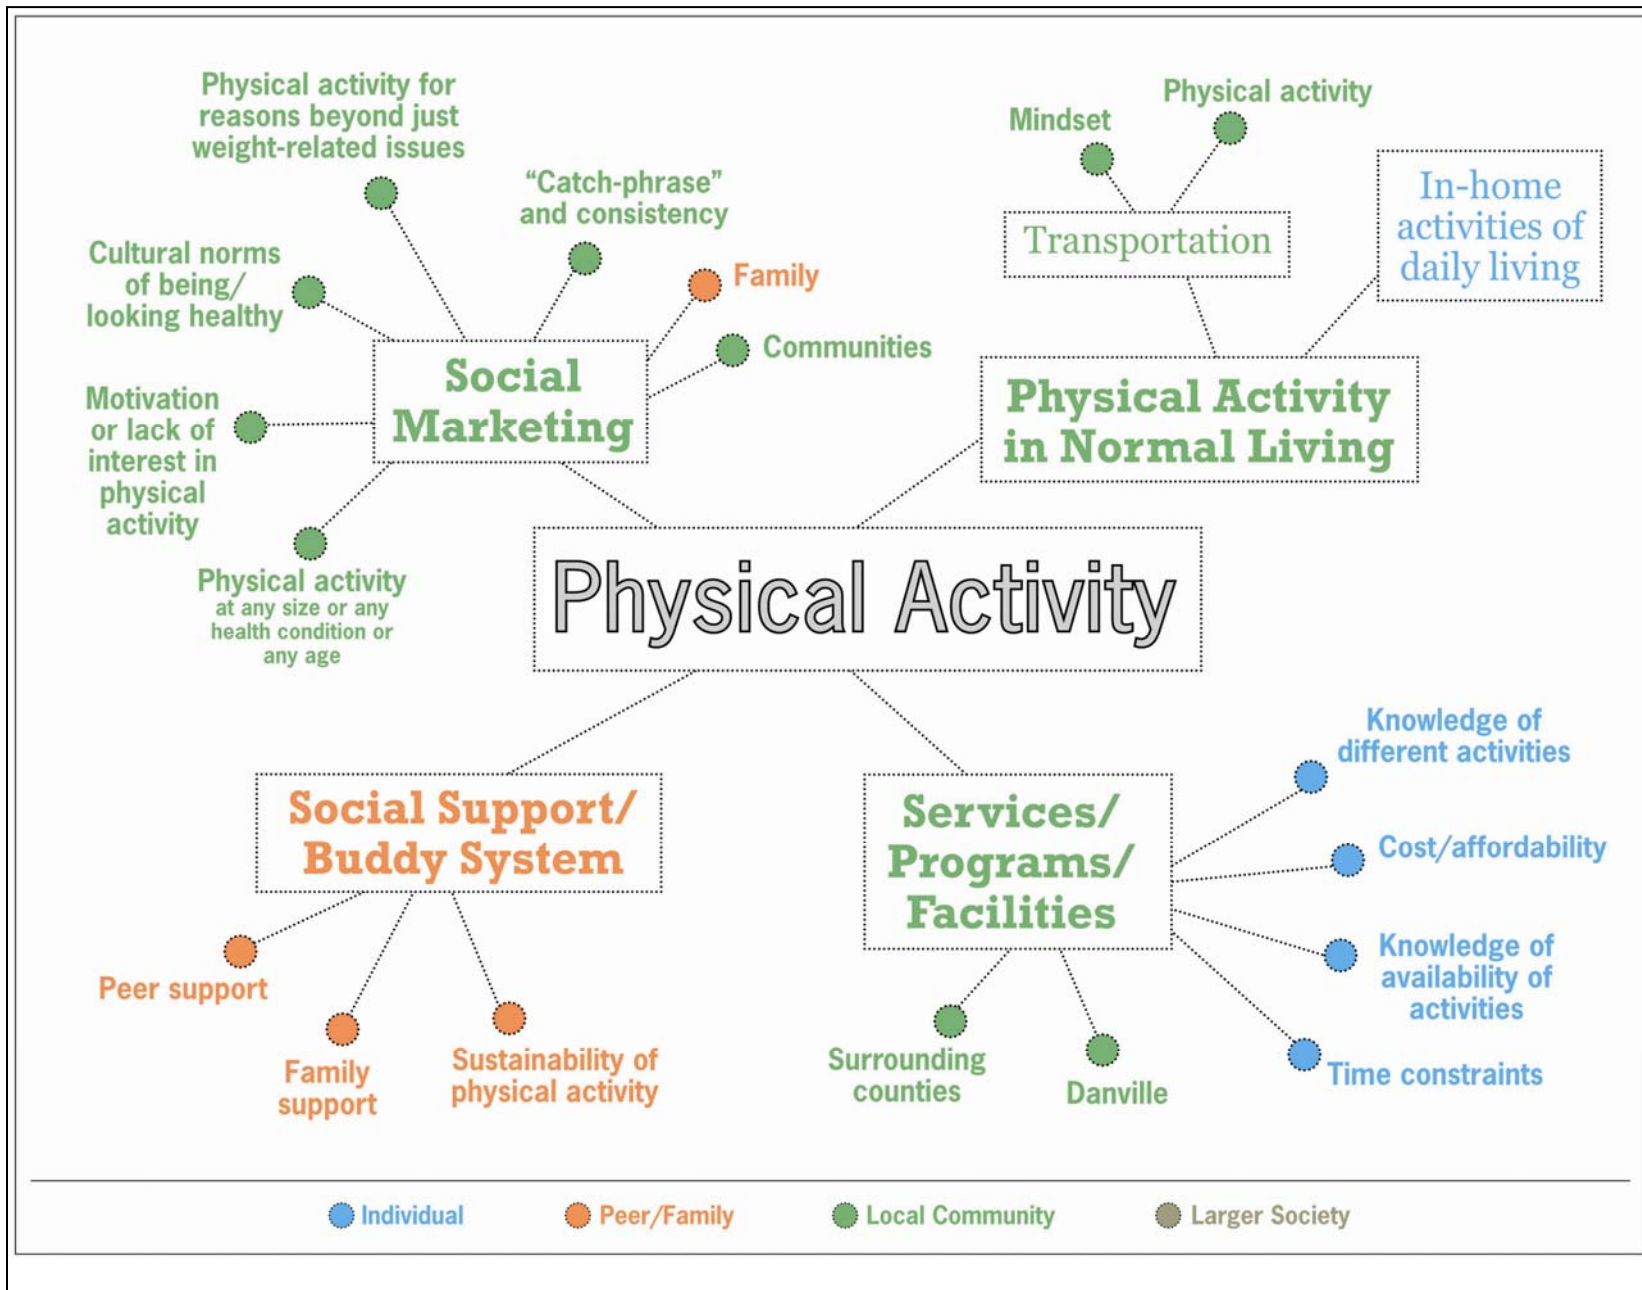 Physical activity for
reasons beyond just
weight-related issues
“Catch-phrase”
and consistency
Cultural norms
of being/
looking healthy
Family
Communities
Motivation
or lack of
interest in
physical
activity
Social
Marketing
Physical activity
at any size or any
health condition or
any age
Mindset
Physical activity
Transportation
In-home
activities of
daily living
Physical Activity
in Normal Living
Physical Activity
Social Support/
Buddy System
Peer support
Family
support
Sustainability of
physical activity
Services/
Programs/
Facilities
Knowledge of
different activities
Cost/affordability
Knowledge of
availability of
activities
Time constraints
Surrounding
counties
Danville
Individual
Peer/Family
Local Community
Larger Society